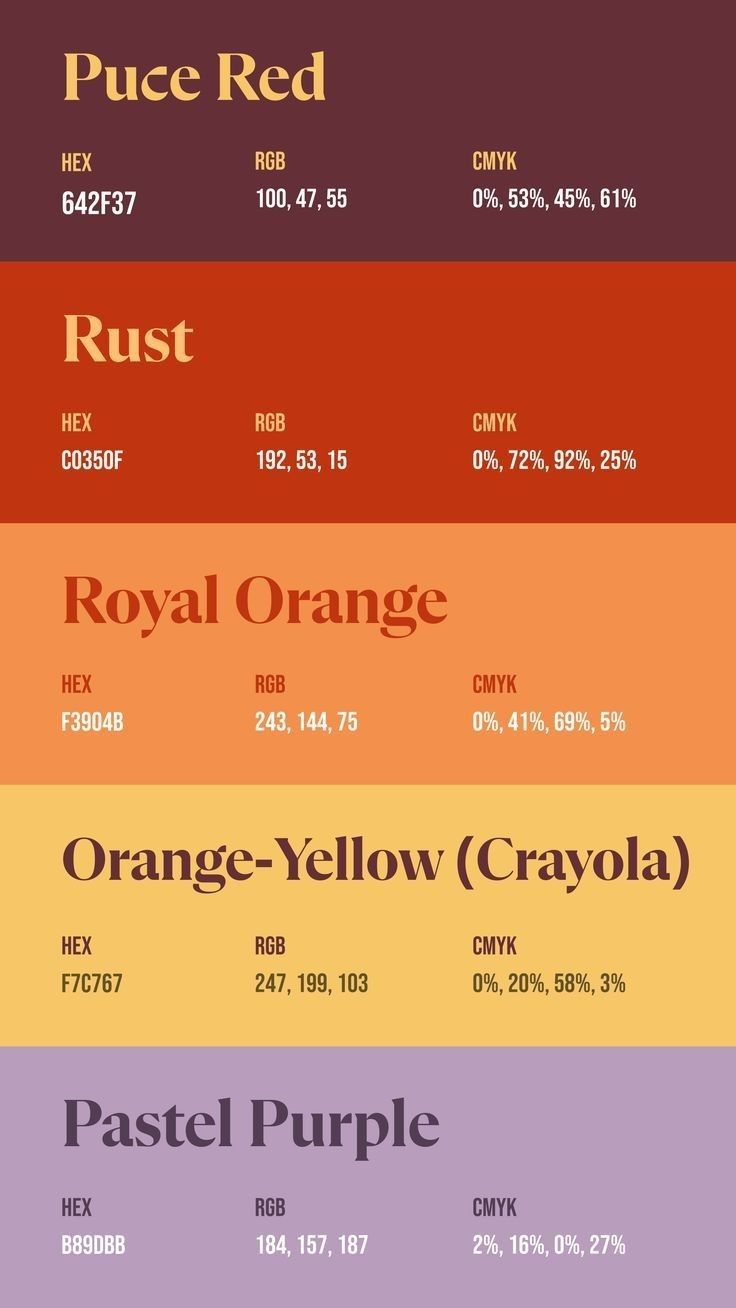 Puce Red
HEX RGB CMYK
642F37 100, 47, 55 0%, 53%, 45%, 61%
Rust
HEX RGB CMYK
C0350F 192, 53, 15 0%, 72%, 92%, 25%
Royal Orange
HEX RGB CMYK
F3904B 243, 144, 75 0%, 41%, 69%, 5%
Orange-Yellow (Crayola)
HEX RGB CMYK
F7C767 247, 199, 103 0%, 20%, 58%, 3%
Pastel Purple
HEX RGB CMYK
B89DBB 184, 157, 187 2%, 16%, 0%, 27%